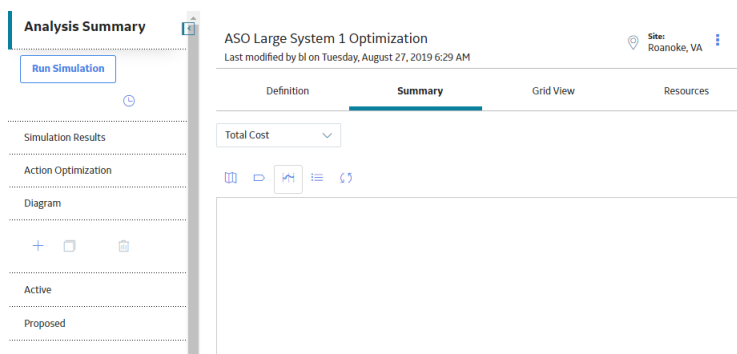 Analysis Summary
Run Simulation
Simulation Results
Action Optimization
Diagram
Active
Proposed
ASO Large System 1 Optimization
Last modified by bl on Tuesday, August 27, 2019 6:29 AM
Site:
Roanoke, VA
Definition
Summary
Grid View
Resources
Total Cost